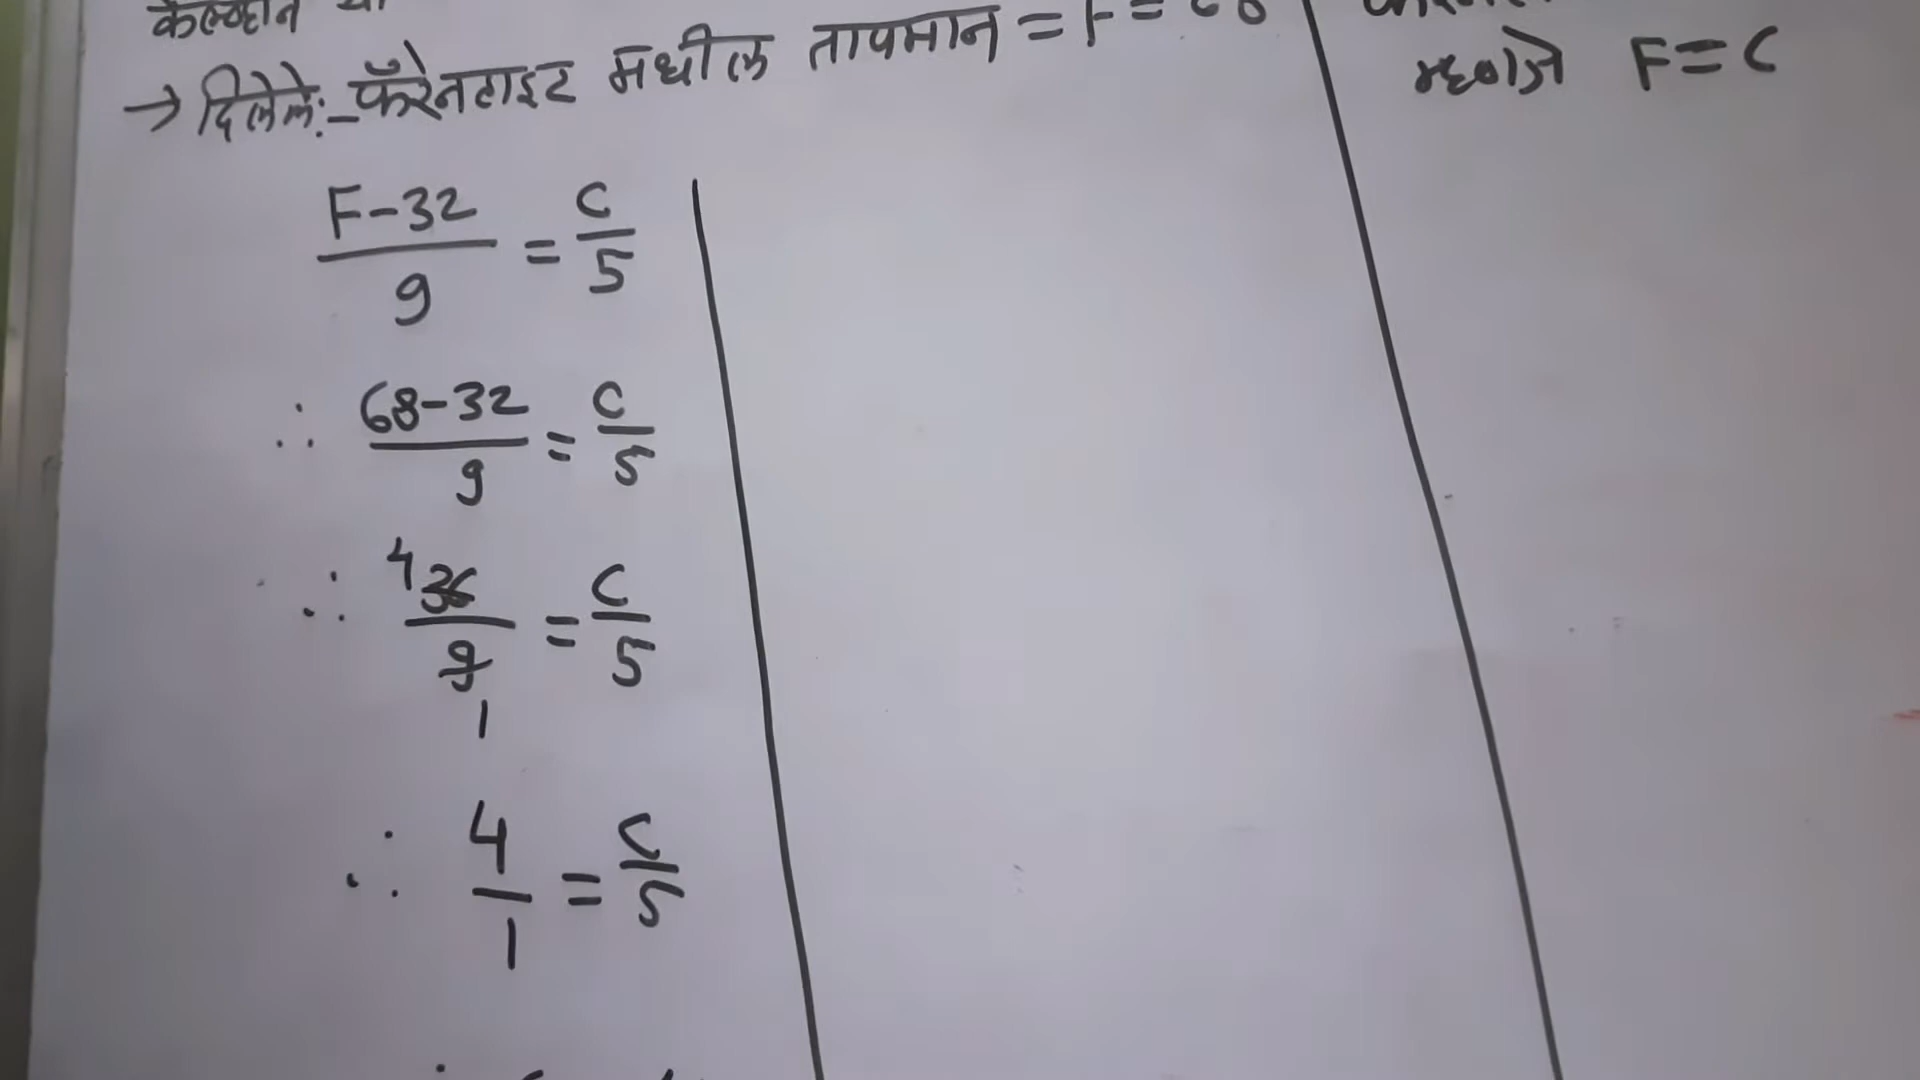 → दिलेले:- फॅरेनहाइट मधील तापमान = F = 68
F-32/9 = C/5
∴ 68-32/9 = C/5
∴ 4 36/9 1 = C/5
∴ 4/1 = C/5
म्हणजे F=C